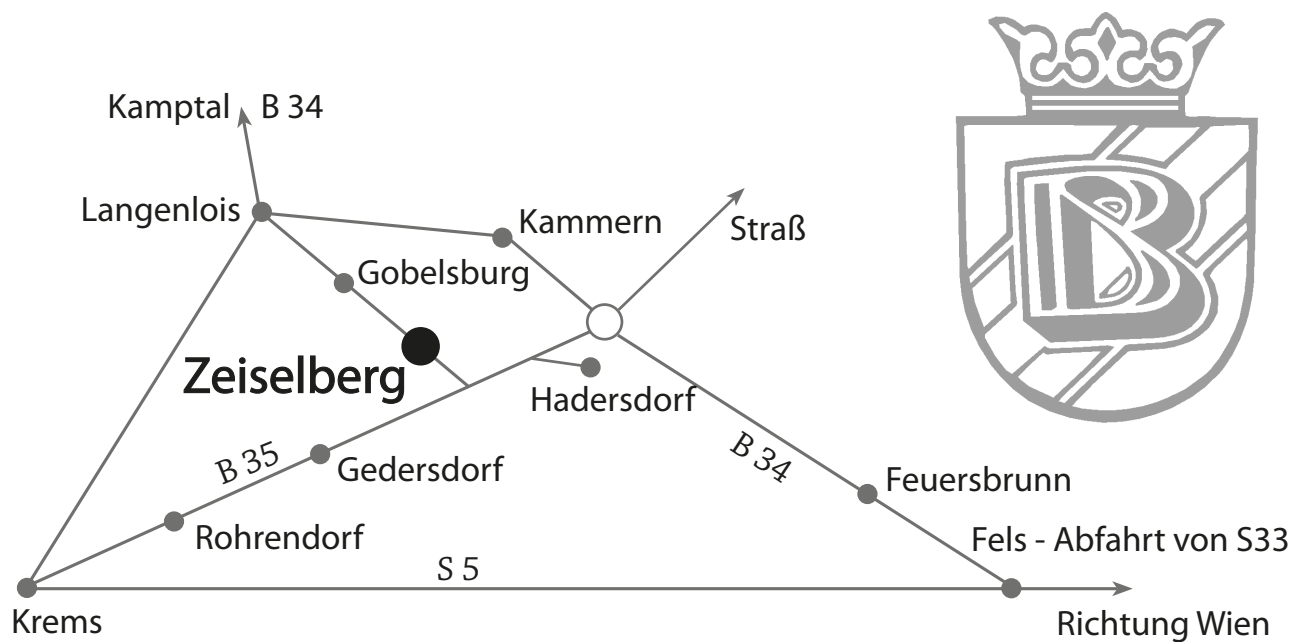 Kamptal B 34
Langenlois
Kammern
Straß
Gobelsburg
Zeiselberg
Hadersdorf
B 35
Gedersdorf
B 34
Feuersbrunn
Rohrendorf
Fels - Abfahrt von S33
S 5
Krems
Richtung Wien
B